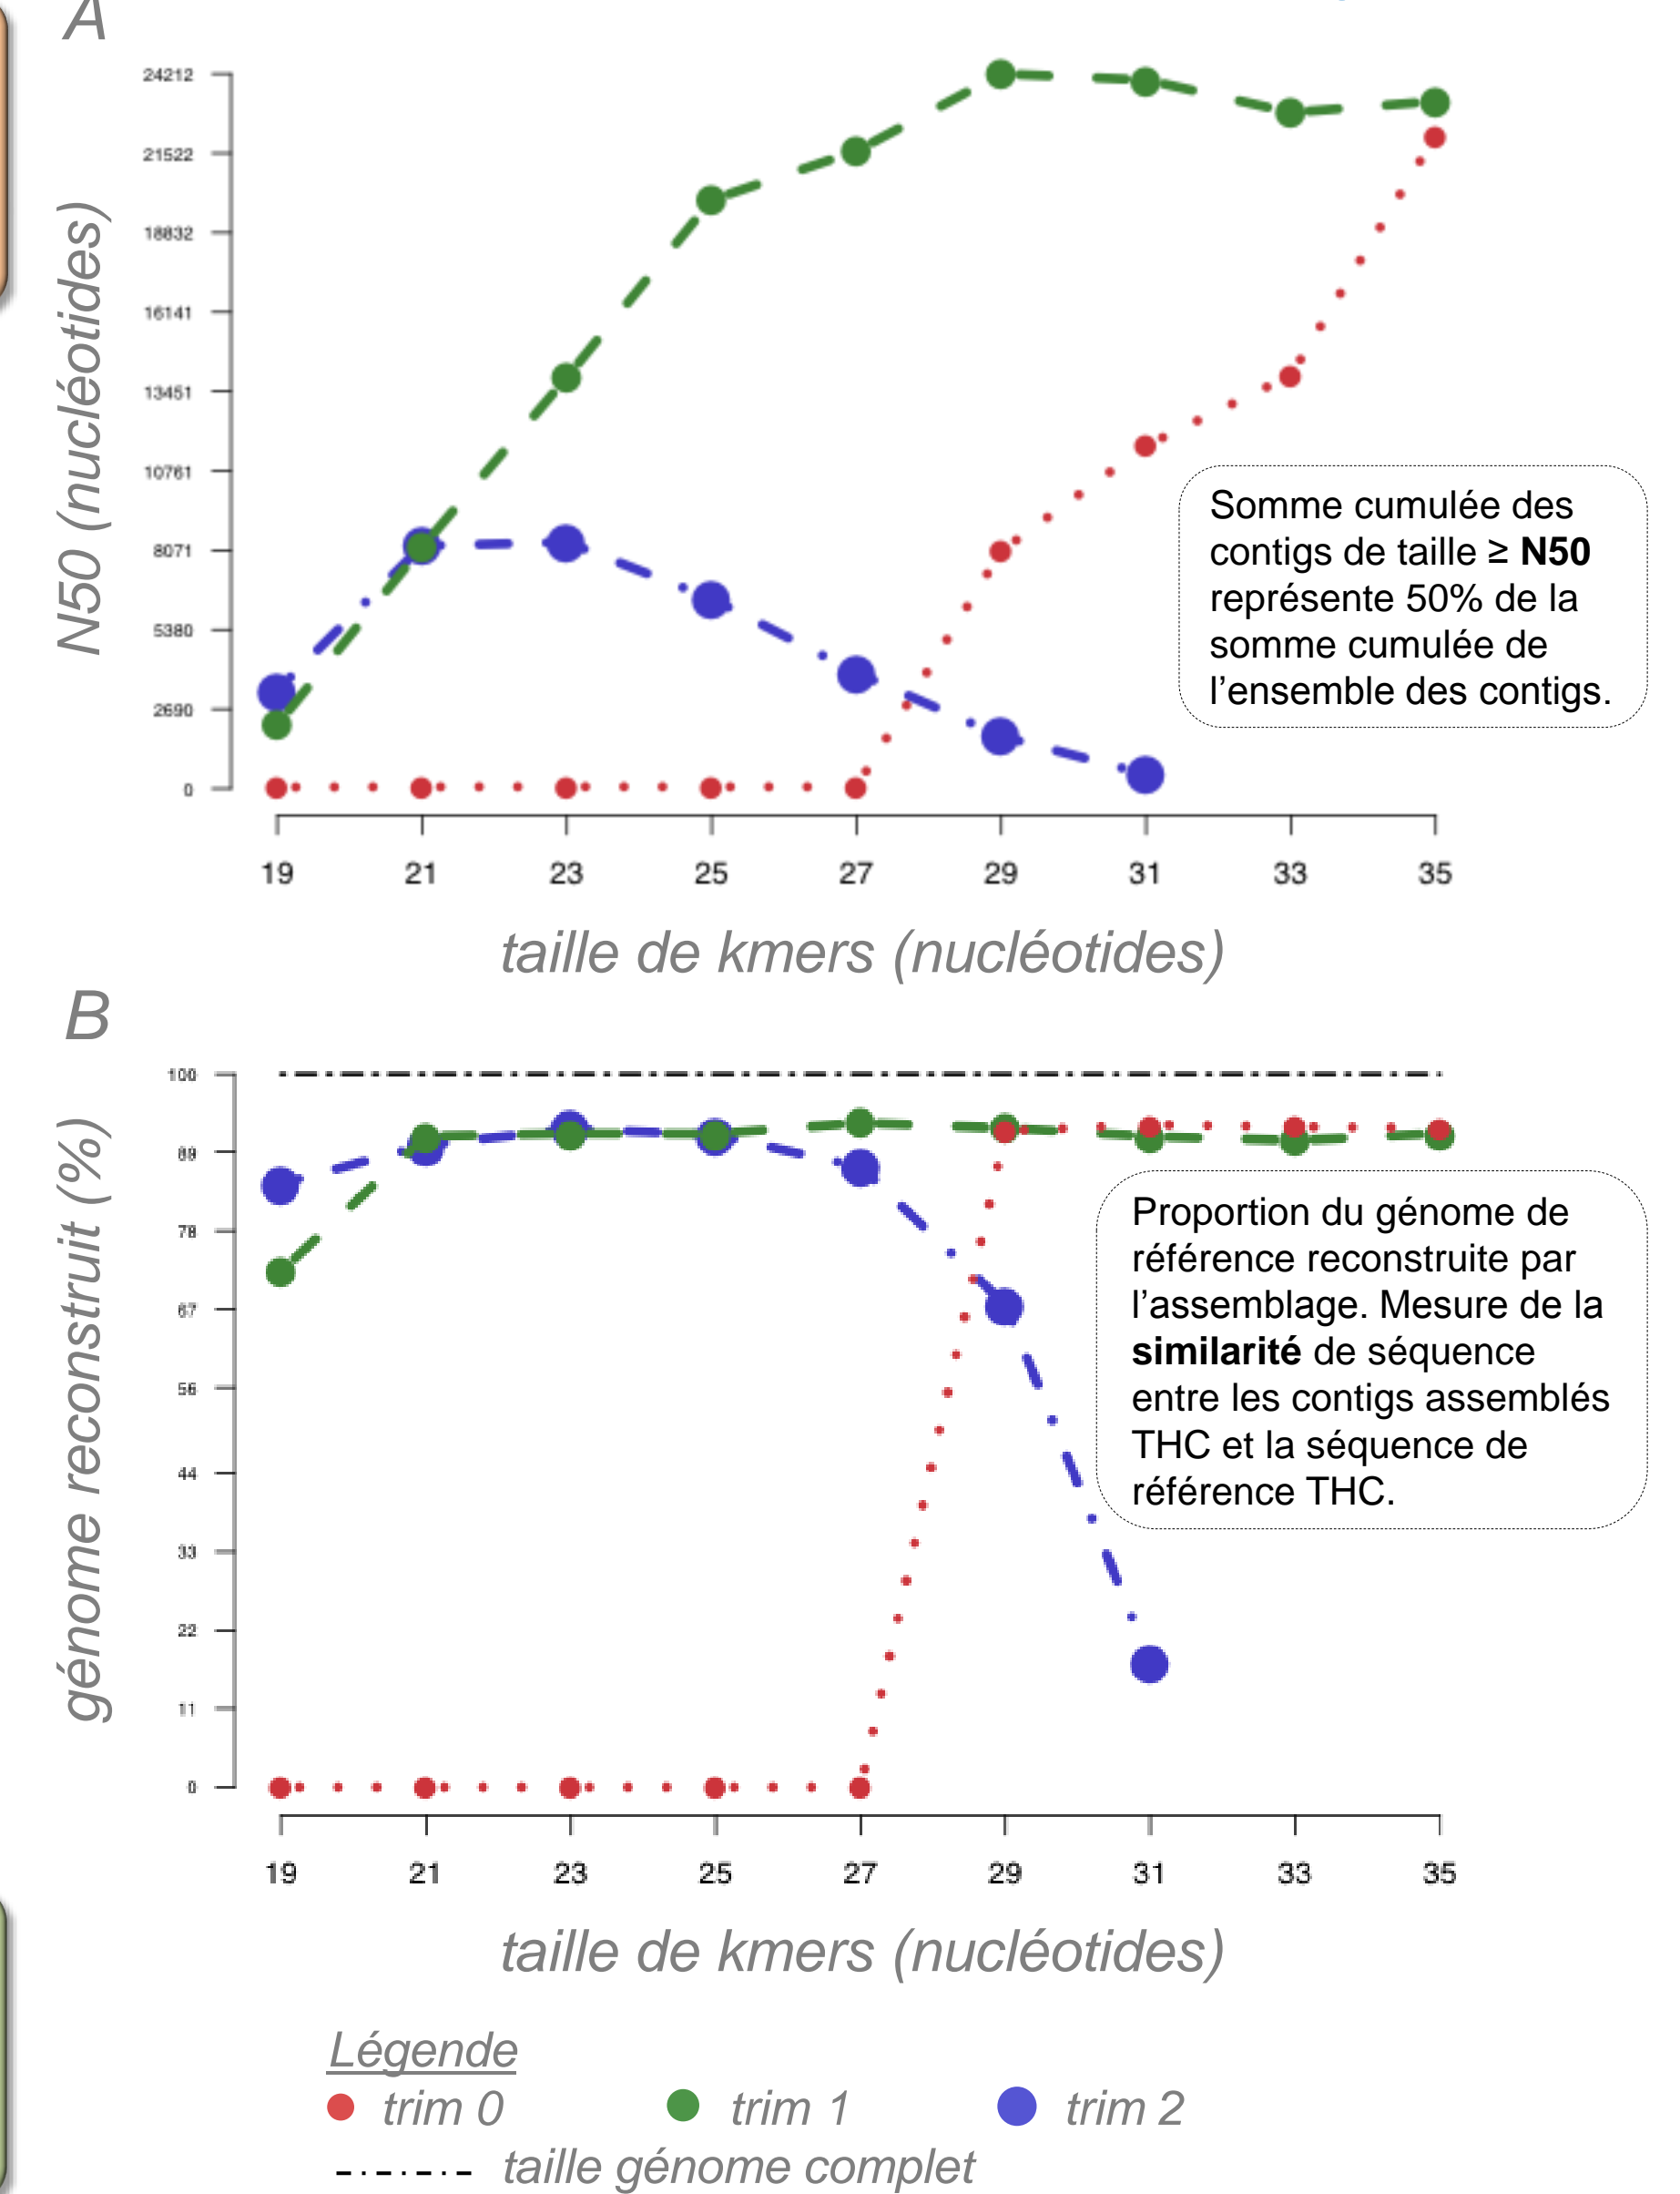 A
24212
21522
18832
16141
13451
10761
8071
5380
2690
0
N50 (nucléotides)
Somme cumulée des
contigs de taille ≥ N50
représente 50% de la
somme cumulée de
l’ensemble des contigs.
19 21 23 25 27 29 31 33 35
taille de kmers (nucléotides)
B
100
89
78
67
56
44
33
22
11
0
génome reconstruit (%)
Proportion du génome de
référence reconstruite par
l’assemblage. Mesure de la
similarité de séquence
entre les contigs assemblés
THC et la séquence de
référence THC.
19 21 23 25 27 29 31 33 35
taille de kmers (nucléotides)
Légende
trim 0 trim 1 trim 2
taille génome complet